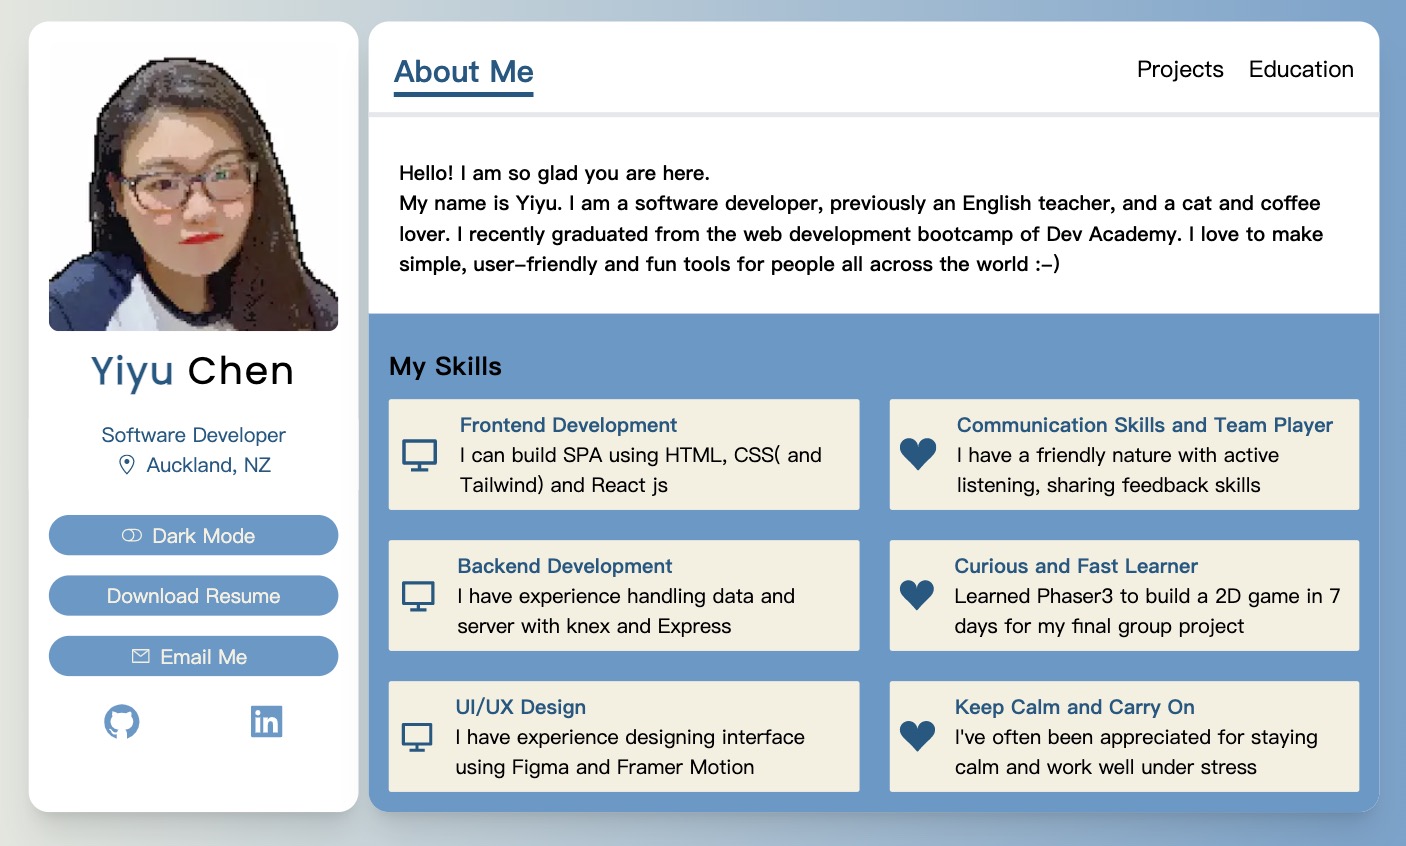 Yiyu Chen
Software Developer
Auckland, NZ
Dark Mode
Download Resume
Email Me
in
About Me
Projects
Education
Hello! I am so glad you are here.
My name is Yiyu. I am a software developer, previously an English teacher, and a cat and coffee
lover. I recently graduated from the web development bootcamp of Dev Academy. I love to make
simple, user-friendly and fun tools for people all across the world :-)
My Skills
Frontend Development
I can build SPA using HTML, CSS( and
Tailwind) and React js
Communication Skills and Team Player
I have a friendly nature with active
listening, sharing feedback skills
Backend Development
I have experience handling data and
server with knex and Express
Curious and Fast Learner
Learned Phaser3 to build a 2D game in 7
days for my final group project
UI/UX Design
I have experience designing interface
using Figma and Framer Motion
Keep Calm and Carry On
I've often been appreciated for staying
calm and work well under stress